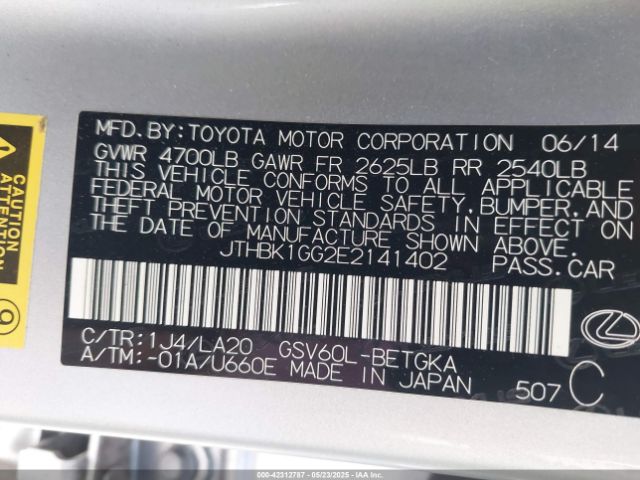 MFD.BY:TOYOTA MOTOR CORPORATION 06/14
GVWR 4700LB GAWR FR 2625LB RR 2540LB
THIS VEHICLE CONFORMS TO ALL APPLICABLE
FEDERAL MOTOR VEHICLE SAFETY,BUMPER,AND
THEFT PREVENTION STANDARDS IN EFFECT ON
THE DATE OF MANUFACTURE SHOWN ABOVE.
JTHBK1GG2E2141402 PASS.CAR
C/TR:1J4/LA20 GSV60L-BETGKA
A/TM:-01A/U660E MADE IN JAPAN 507 C
CAUTION
ATTENTION
000-42312787 - 05/23/2025 - IAA Inc.